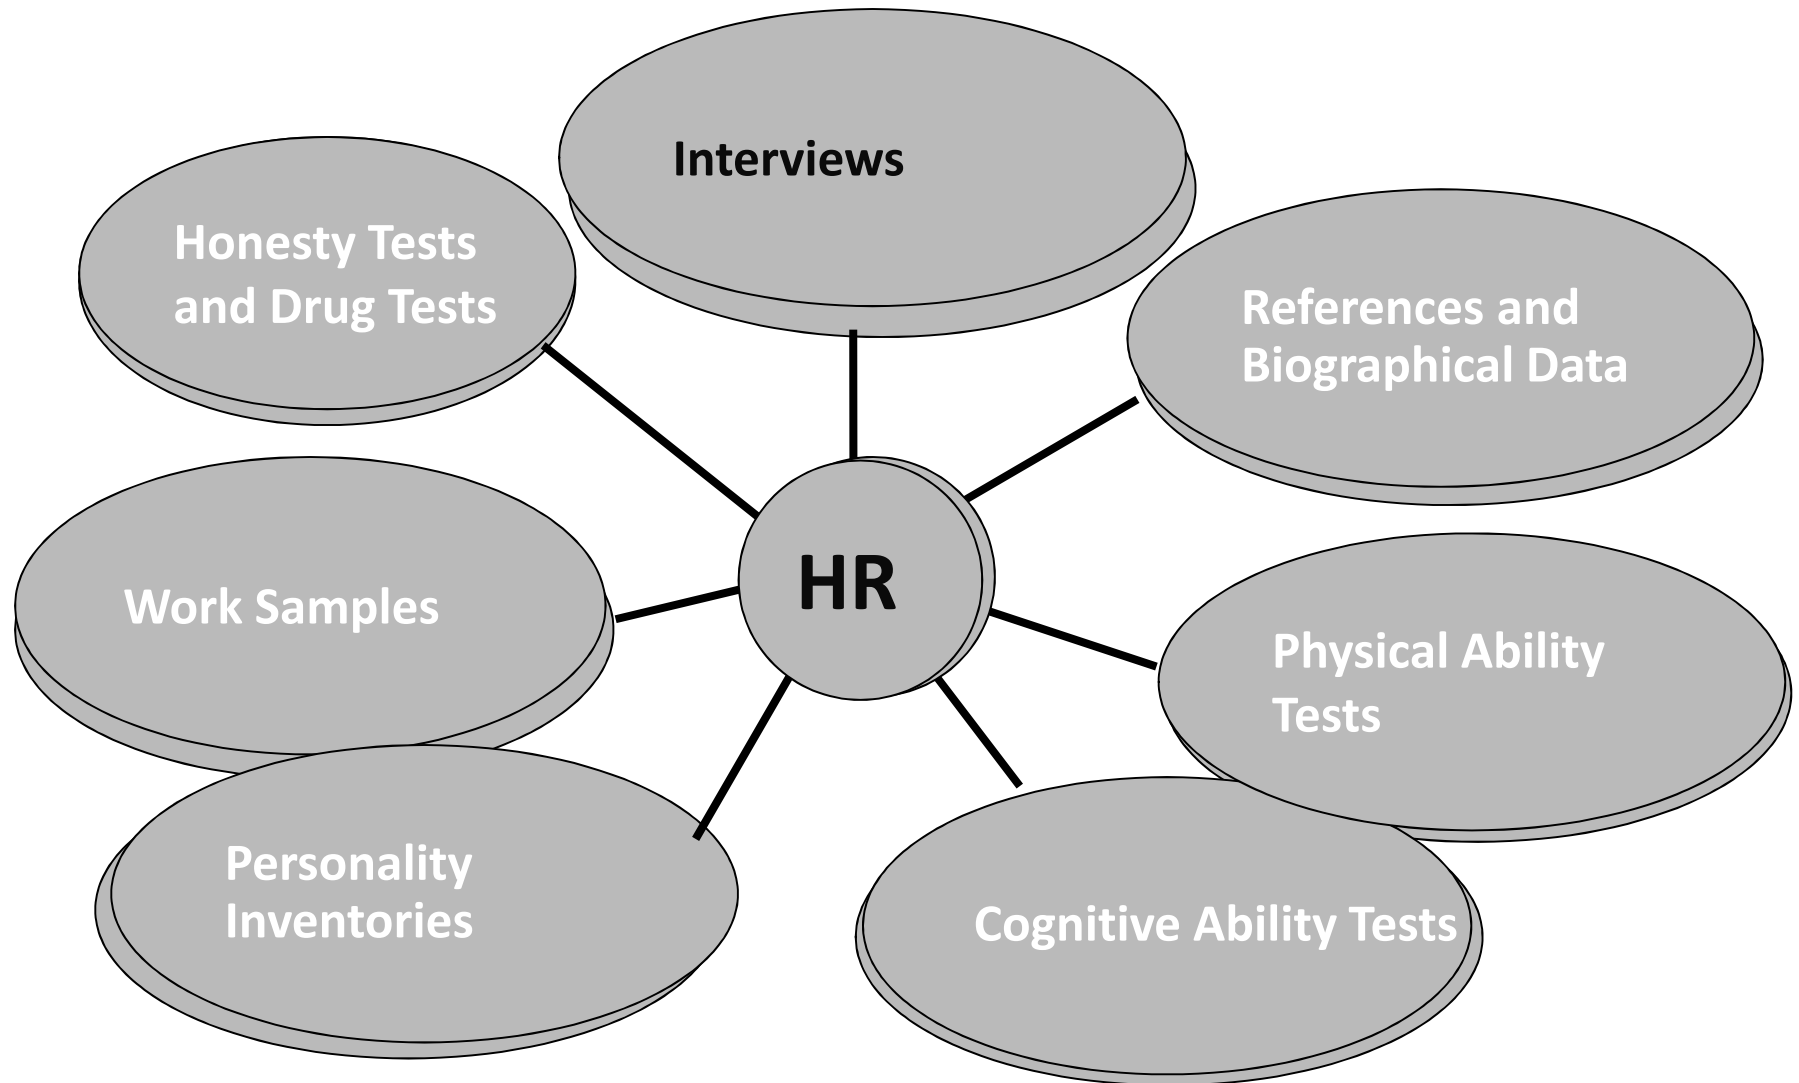 Interviews
Honesty Tests
and Drug Tests
References and
Biographical Data
HR
Work Samples
Physical Ability
Tests
Personality
Inventories
Cognitive Ability Tests